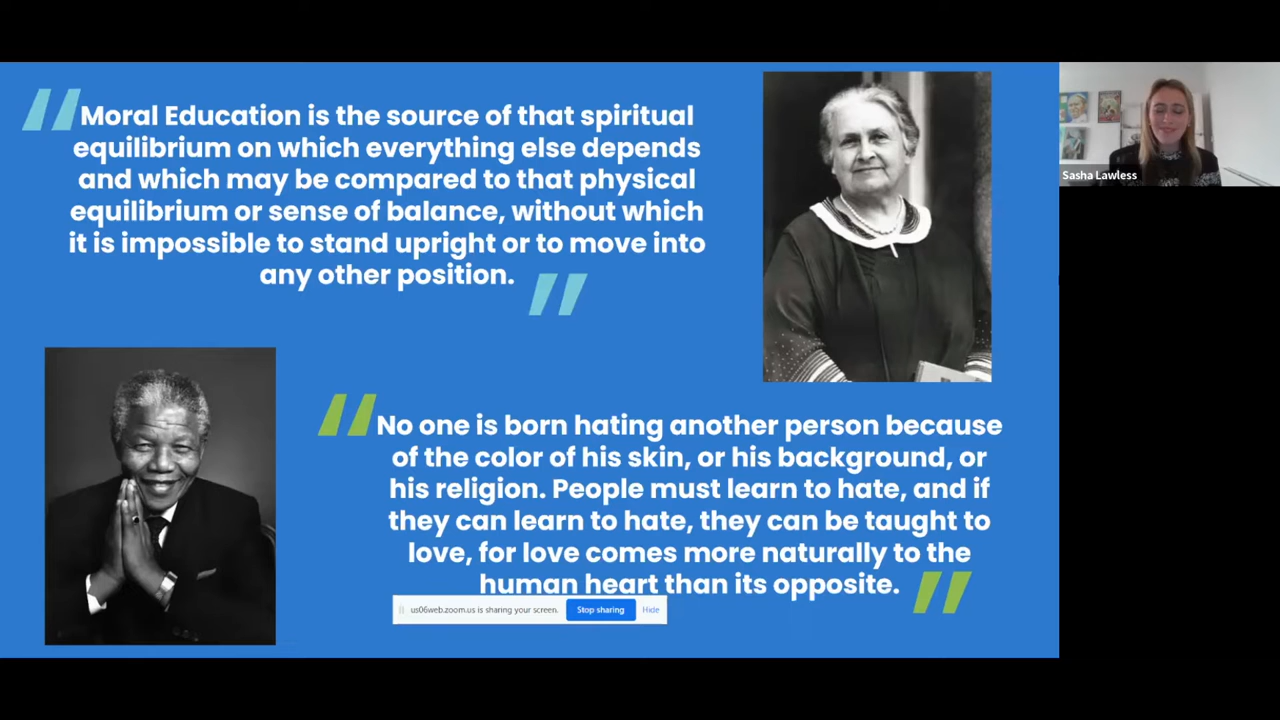 Moral Education is the source of that spiritual
equilibrium on which everything else depends
and which may be compared to that physical
equilibrium or sense of balance, without which
it is impossible to stand upright or to move into
any other position.
Sasha Lawless
No one is born hating another person because
of the color of his skin, or his background, or
his religion. People must learn to hate, and if
they can learn to hate, they can be taught to
love, for love comes more naturally to the
human heart than its opposite.
us06web.zoom.us is sharing your screen. Stop sharing Hide